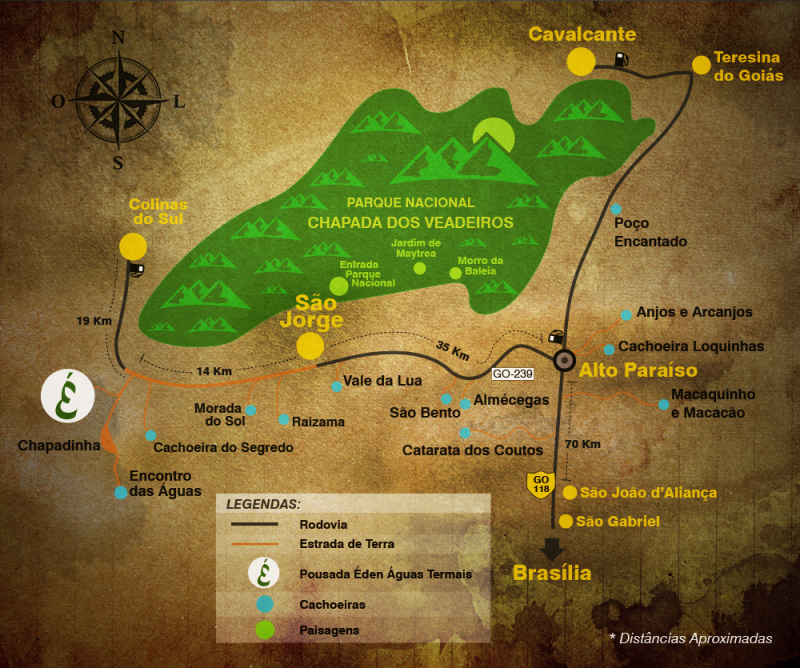 N
O
L
S
Cavalcante
Teresina
do Goiás
Colinas
do Sul
PARQUE NACIONAL
CHAPADA DOS VEADEIROS
Jardim de
Maytrea
Entrada
Parque
Nacional
Morro da
Baleia
Poço
Encantado
São
Jorge
19 Km
14 Km
35 Km
GO-239
Anjos e Arcanjos
Cachoeira Loquinhas
Alto Paraíso
Macaquinho
e Macacão
É
Chapadinha
Vale da Lua
Morada
do Sol
Raizama
Cachoeira do Segredo
São Bento
Almécegas
Catarata dos Coutos
Encontro
das Águas
70 Km
GO
118
São João d'Aliança
São Gabriel
Brasília
LEGENDAS:
Rodovia
Estrada de Terra
É
Pousada Éden Águas Termais
Cachoeiras
Paisagens
* Distâncias Aproximadas